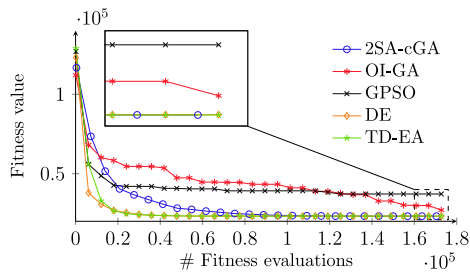 ·10⁵
Fitness value
1
0.5
2SA-cGA
OI-GA
GPSO
DE
TD-EA
0 0.2 0.4 0.6 0.8 1 1.2 1.4 1.6 1.8
# Fitness evaluations
·10⁵